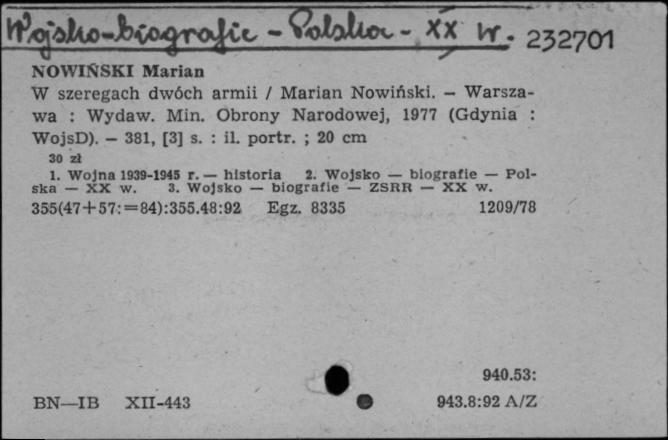 Wojsko-biografie - Polska - XX w. 232701
NOWIŃSKI Marian
W szeregach dwóch armii / Marian Nowiński. – Warsza-
wa : Wydaw. Min. Obrony Narodowej, 1977 (Gdynia :
WojsD). – 381, [3] s. : il. portr. ; 20 cm
30 zł
1. Wojna 1939-1945 r. — historia 2. Wojsko — biografie — Pol-
ska — XX w. 3. Wojsko — biografie — ZSRR — XX w.
355(47+57:=84):355.48:92 Egz. 8335 1209/78
940.53:
BN—IB XII-443 943.8:92 A/Z